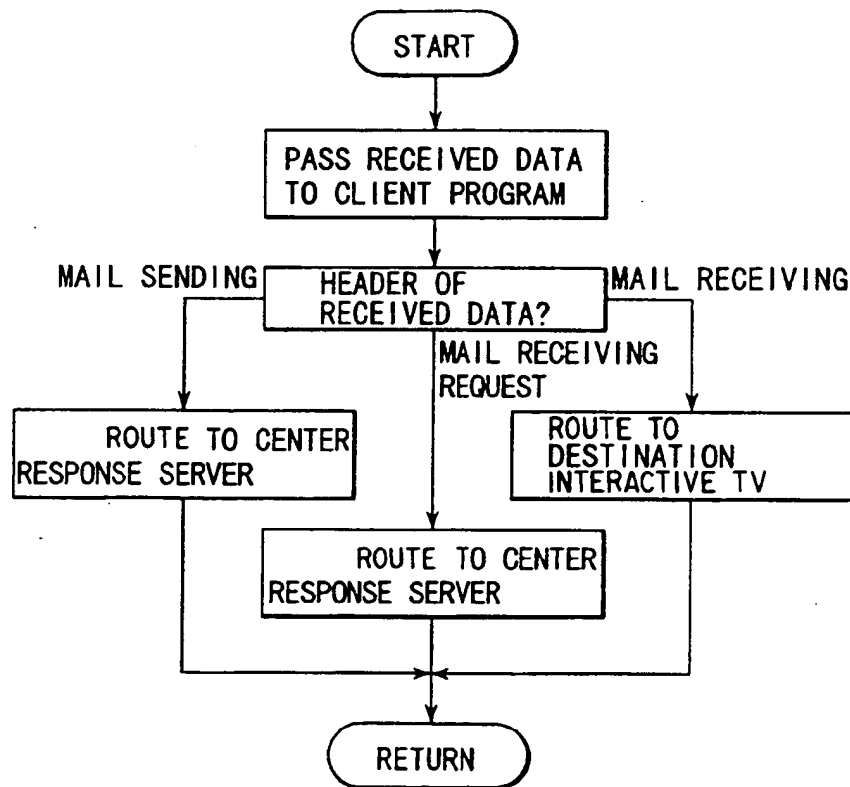 START
PASS RECEIVED DATA
TO CLIENT PROGRAM
MAIL SENDING
HEADER OF
RECEIVED DATA?
MAIL RECEIVING
MAIL RECEIVING
REQUEST
ROUTE TO CENTER
RESPONSE SERVER
ROUTE TO
DESTINATION
INTERACTIVE TV
ROUTE TO CENTER
RESPONSE SERVER
RETURN